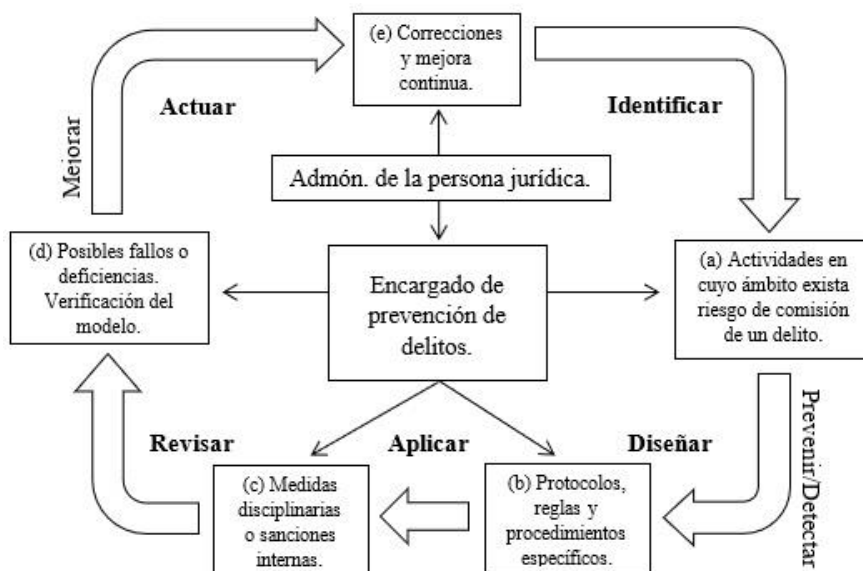 (e) Correcciones
y mejora
continua.
Actuar
Identificar
Mejorar
Admón. de la persona jurídica.
(d) Posibles fallos o
deficiencias.
Verificación del
modelo.
Encargado de
prevención de
delitos.
(a) Actividades en
cuyo ámbito exista
riesgo de comisión
de un delito.
Prevenir/Detectar
Revisar
Aplicar
Diseñar
(c) Medidas
disciplinarias
o sanciones
internas.
(b) Protocolos,
reglas y
procedimientos
específicos.